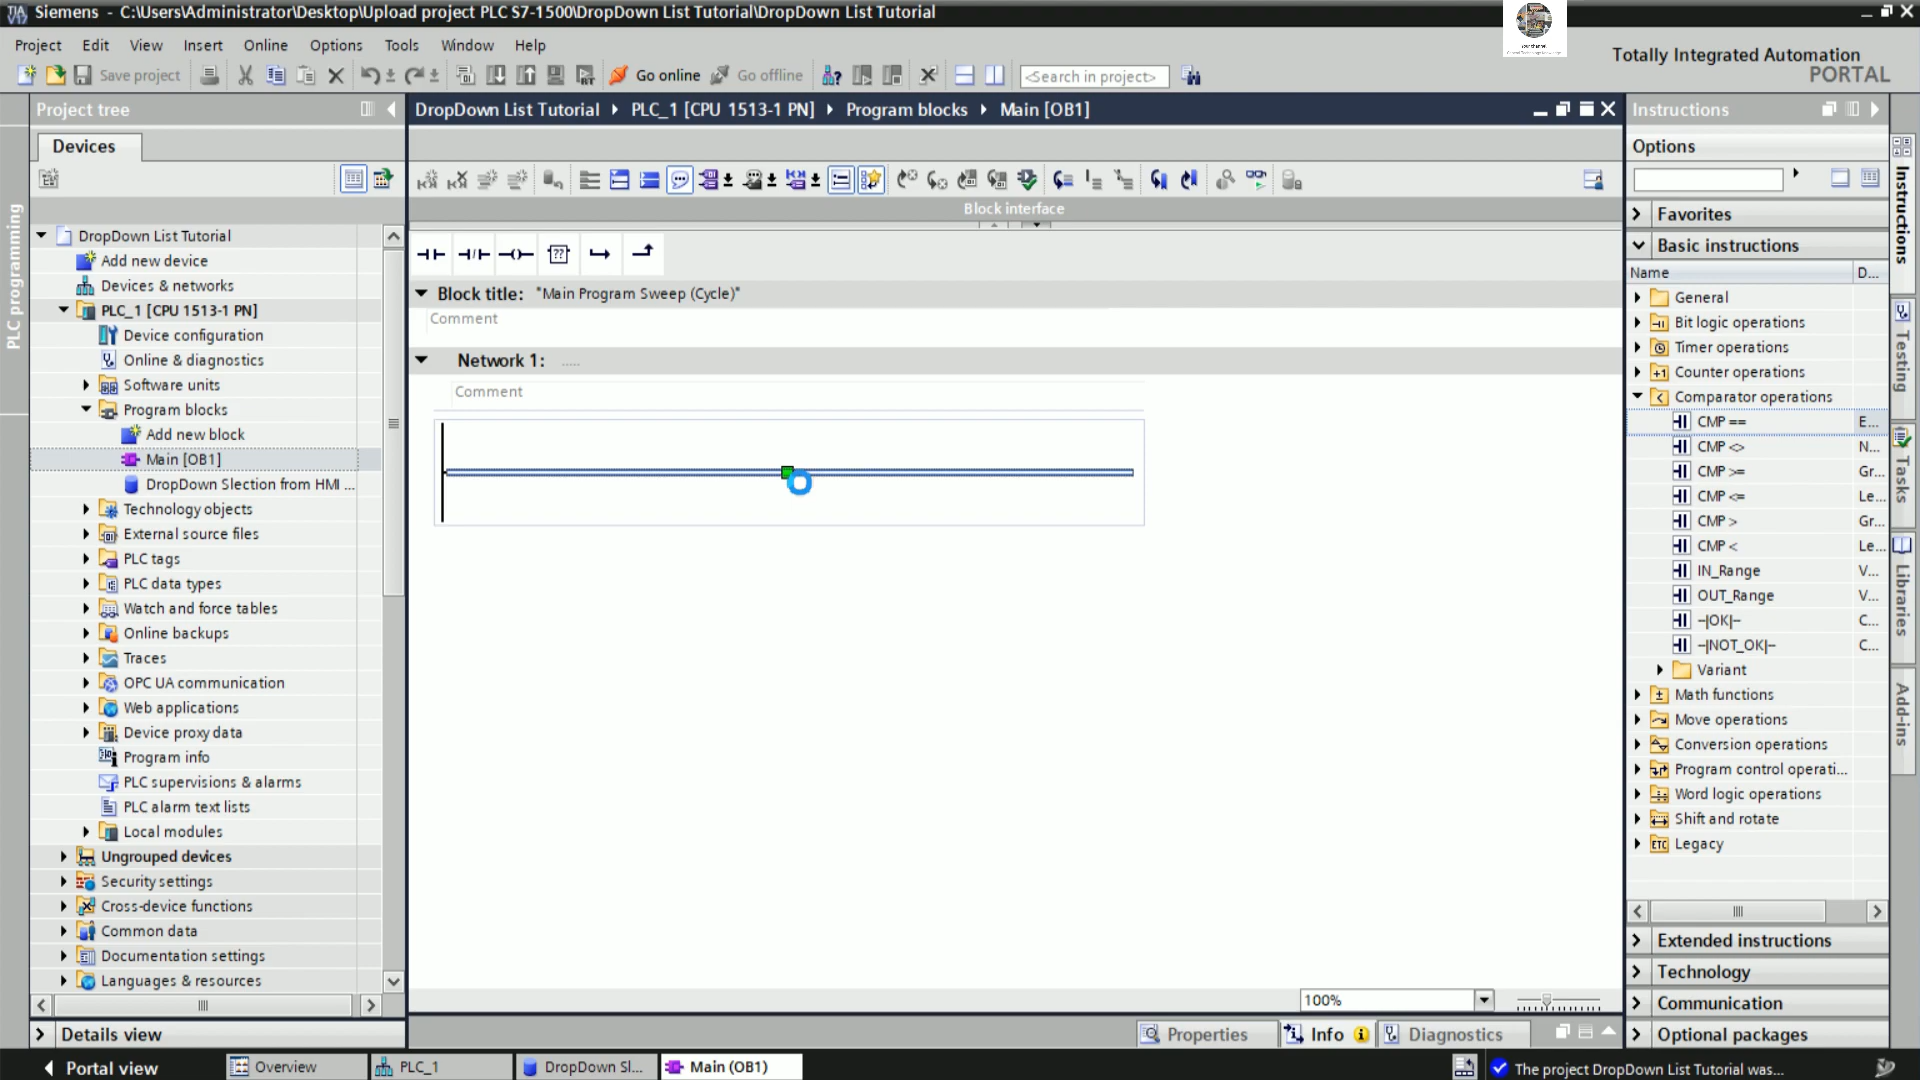 Siemens - C:\Users\Administrator\Desktop\Upload project PLC S7-1500\DropDown List Tutorial\DropDown List Tutorial
Project Edit View Insert Online Options Tools Window Help
Totally Integrated Automation
PORTAL
Save project Go online Go offline <Search in project>
Project tree
DropDown List Tutorial PLC_1 [CPU 1513-1 PN] Program blocks Main [OB1]
Instructions
Devices
Options
Block interface
PLC programming
DropDown List Tutorial
Add new device
Devices & networks
PLC_1 [CPU 1513-1 PN]
Device configuration
Online & diagnostics
Software units
Program blocks
Add new block
Main [OB1]
DropDown Slection from HMI ...
Technology objects
External source files
PLC tags
PLC data types
Watch and force tables
Online backups
Traces
OPC UA communication
Web applications
Device proxy data
Program info
PLC supervisions & alarms
PLC alarm text lists
Local modules
Ungrouped devices
Security settings
Cross-device functions
Common data
Documentation settings
Languages & resources
Details view
??
Block title: "Main Program Sweep (Cycle)"
Comment
Network 1: .....
Comment
100%
Properties Info Diagnostics
Favorites
Basic instructions
Name D...
General
Bit logic operations
Timer operations
Counter operations
Comparator operations
CMP == E...
CMP <> N...
CMP >= Gr...
CMP <= Le...
CMP > Gr...
CMP < Le...
IN_Range V...
OUT_Range V...
-|OK|- C...
-|NOT_OK|- C...
Variant
Math functions
Move operations
Conversion operations
Program control operati...
Word logic operations
Shift and rotate
Legacy
Extended instructions
Technology
Communication
Optional packages
Instructions
Testing
Tasks
Libraries
Add-ins
Portal view Overview PLC_1 DropDown Sl... Main (OB1) The project DropDown List Tutorial was...